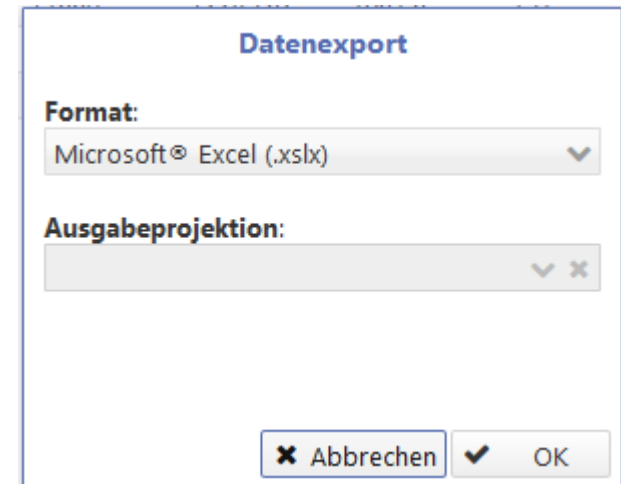 Datenexport
Format:
Microsoft® Excel (.xslx)
Ausgabeprojektion:
Abbrechen
OK